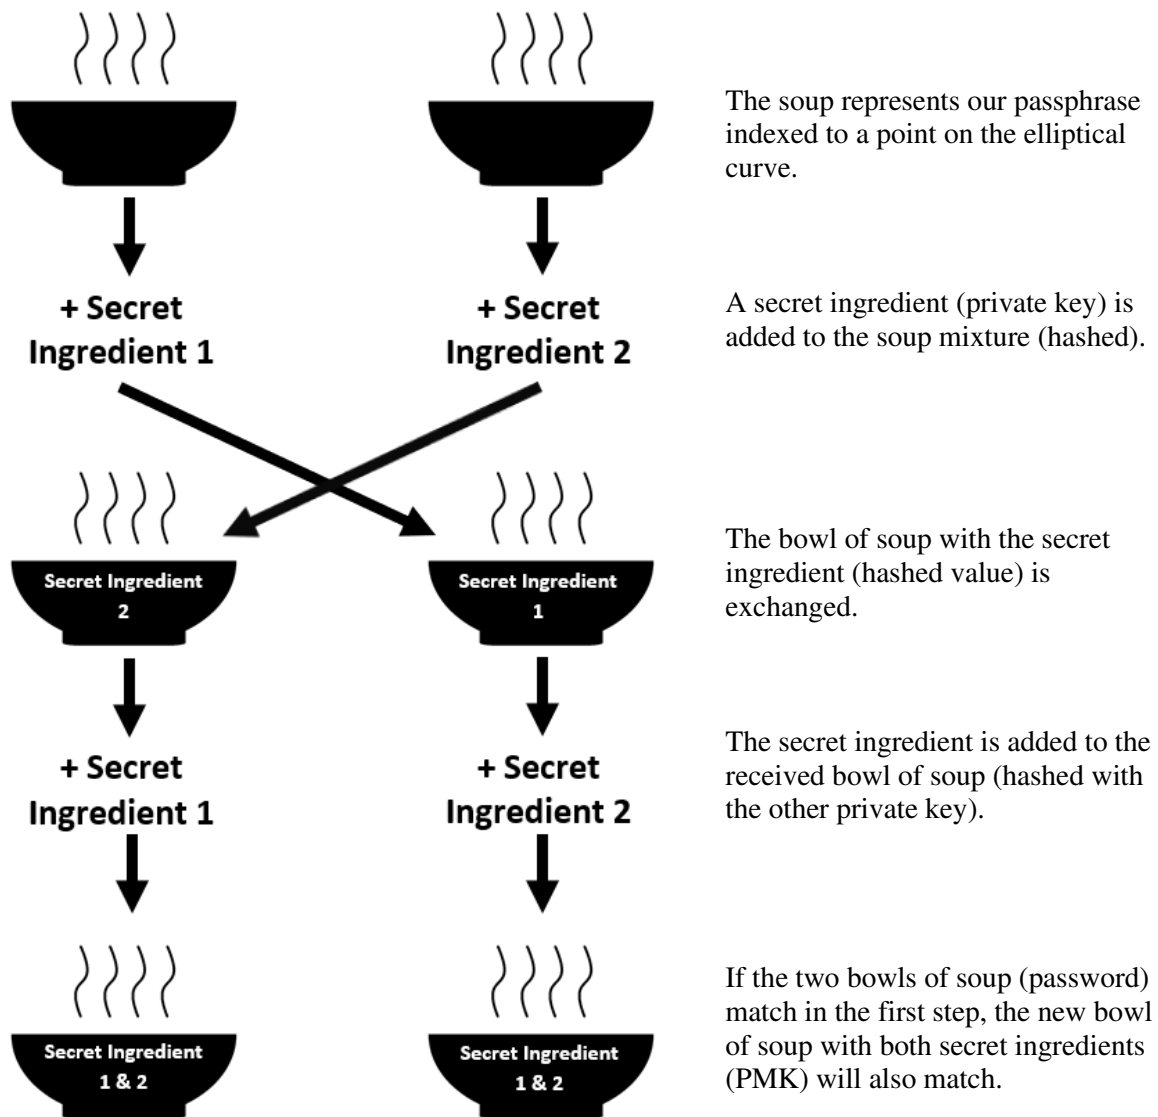 The soup represents our passphrase
indexed to a point on the elliptical
curve.
+ Secret
Ingredient 1
+ Secret
Ingredient 2
A secret ingredient (private key) is
added to the soup mixture (hashed).
Secret Ingredient
2
Secret Ingredient
1
The bowl of soup with the secret
ingredient (hashed value) is
exchanged.
+ Secret
Ingredient 1
+ Secret
Ingredient 2
The secret ingredient is added to the
received bowl of soup (hashed with
the other private key).
Secret Ingredient
1 & 2
Secret Ingredient
1 & 2
If the two bowls of soup (password)
match in the first step, the new bowl
of soup with both secret ingredients
(PMK) will also match.